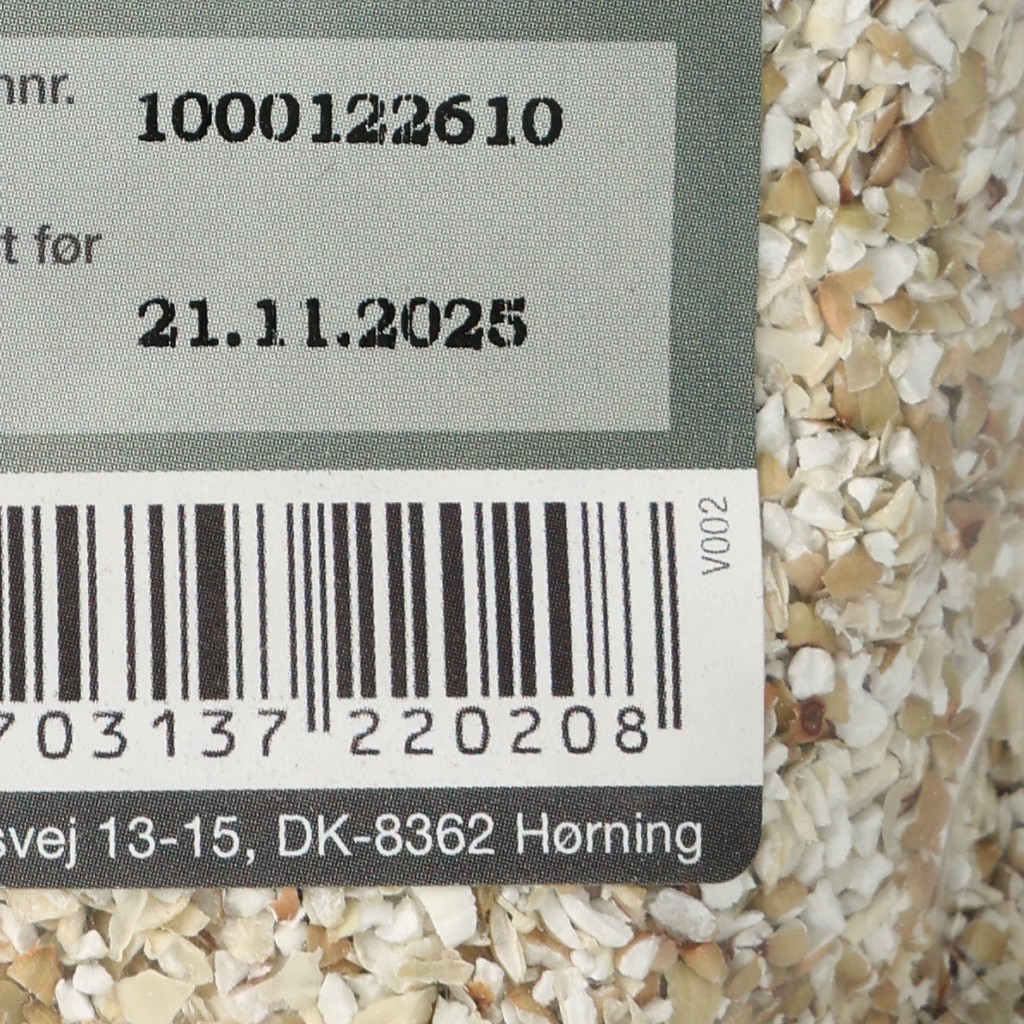 nr.
1000122610
t før
21.11.2025
V002
703137 220208
svej 13-15, DK-8362 Hørning